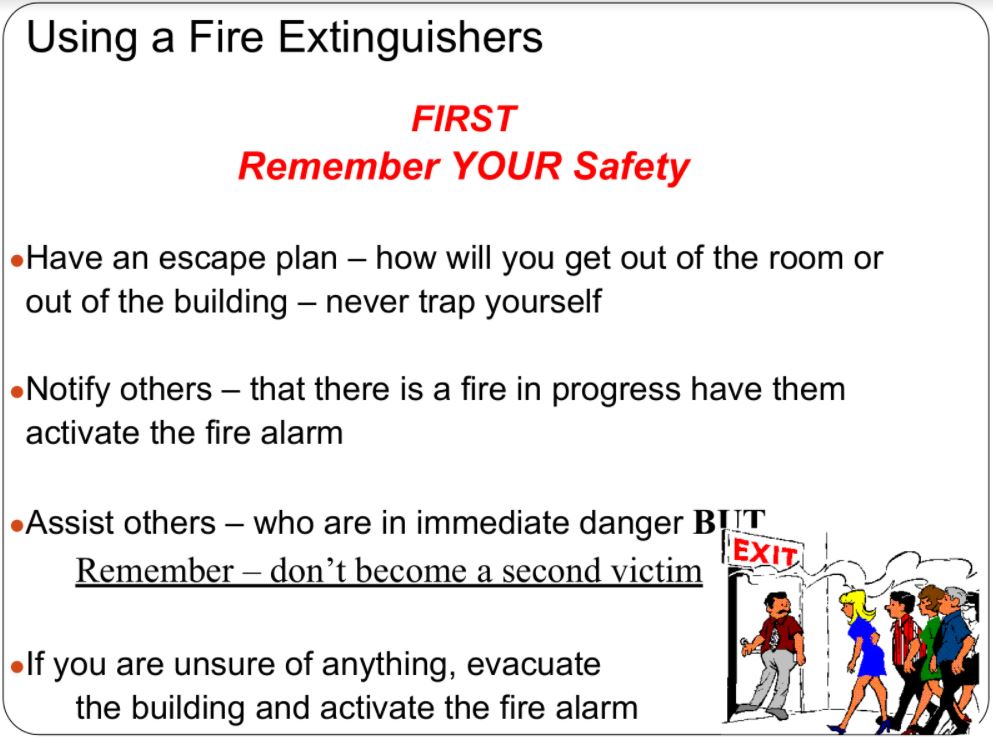 Using a Fire Extinguishers
FIRST
Remember YOUR Safety
●Have an escape plan – how will you get out of the room or
out of the building – never trap yourself
●Notify others – that there is a fire in progress have them
activate the fire alarm
●Assist others – who are in immediate danger BUT
Remember – don’t become a second victim
EXIT
●If you are unsure of anything, evacuate
the building and activate the fire alarm